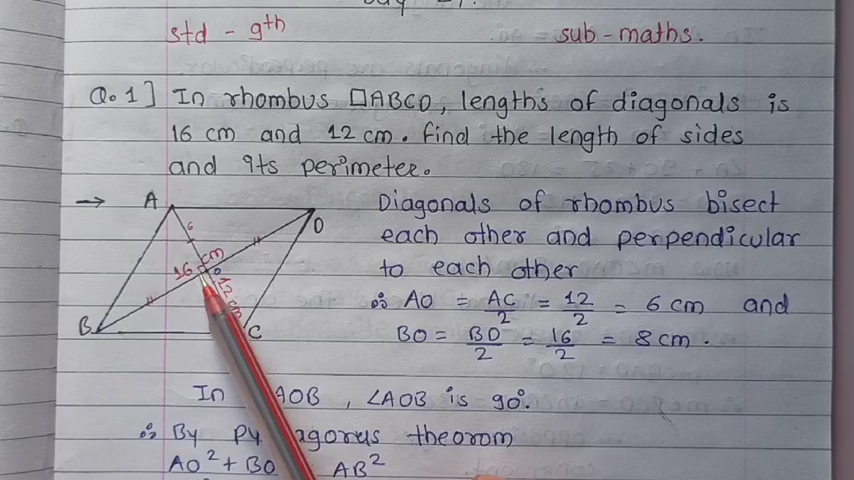 std - 9th
sub - maths.
Q.1] In rhombus □ABCD, lengths of diagonals is
16 cm and 12 cm. Find the length of sides
and 9ts perimeter.
→
A
D
B
C
O
6
16 cm
12 cm
Diagonals of rhombus bisect
each other and perpendicular
to each other
∴ AO = AC/2 = 12/2 = 6 cm and
BO = BD/2 = 16/2 = 8 cm.
In AOB, ∠AOB is 90°.
∴ By theorom
AO² + BO AB²